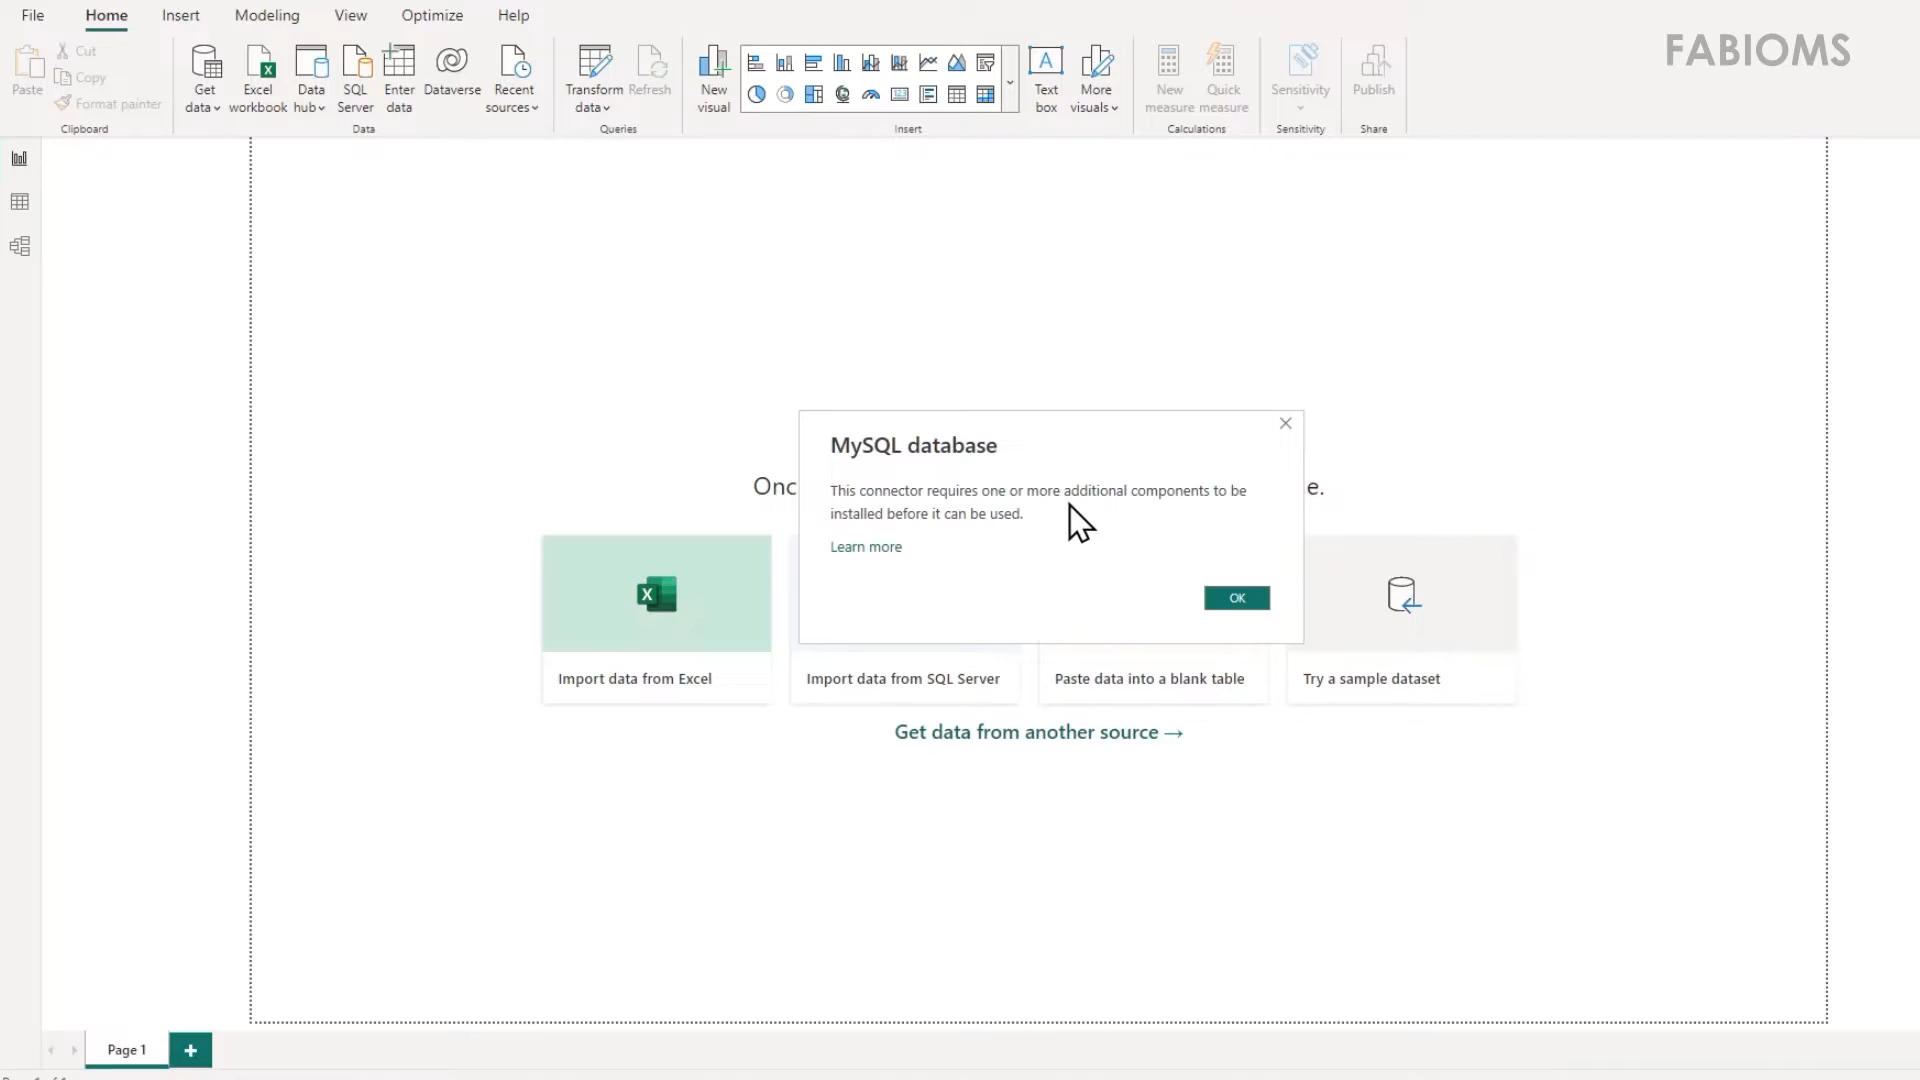 File Home Insert Modeling View Optimize Help
FABIOMS
Paste
Cut
Copy
Format painter
Clipboard
Get
data
Excel
workbook
Data
hub
SQL
Server
Enter
data
Dataverse
Recent
sources
Data
Transform
data
Refresh
Queries
New
visual
Insert
Text
box
More
visuals
New
measure
Quick
measure
Calculations
Sensitivity
Sensitivity
Publish
Share
MySQL database
This connector requires one or more additional components to be
installed before it can be used.
Learn more
OK
Onc
e.
Import data from Excel
Import data from SQL Server
Paste data into a blank table
Try a sample dataset
Get data from another source →
Page 1